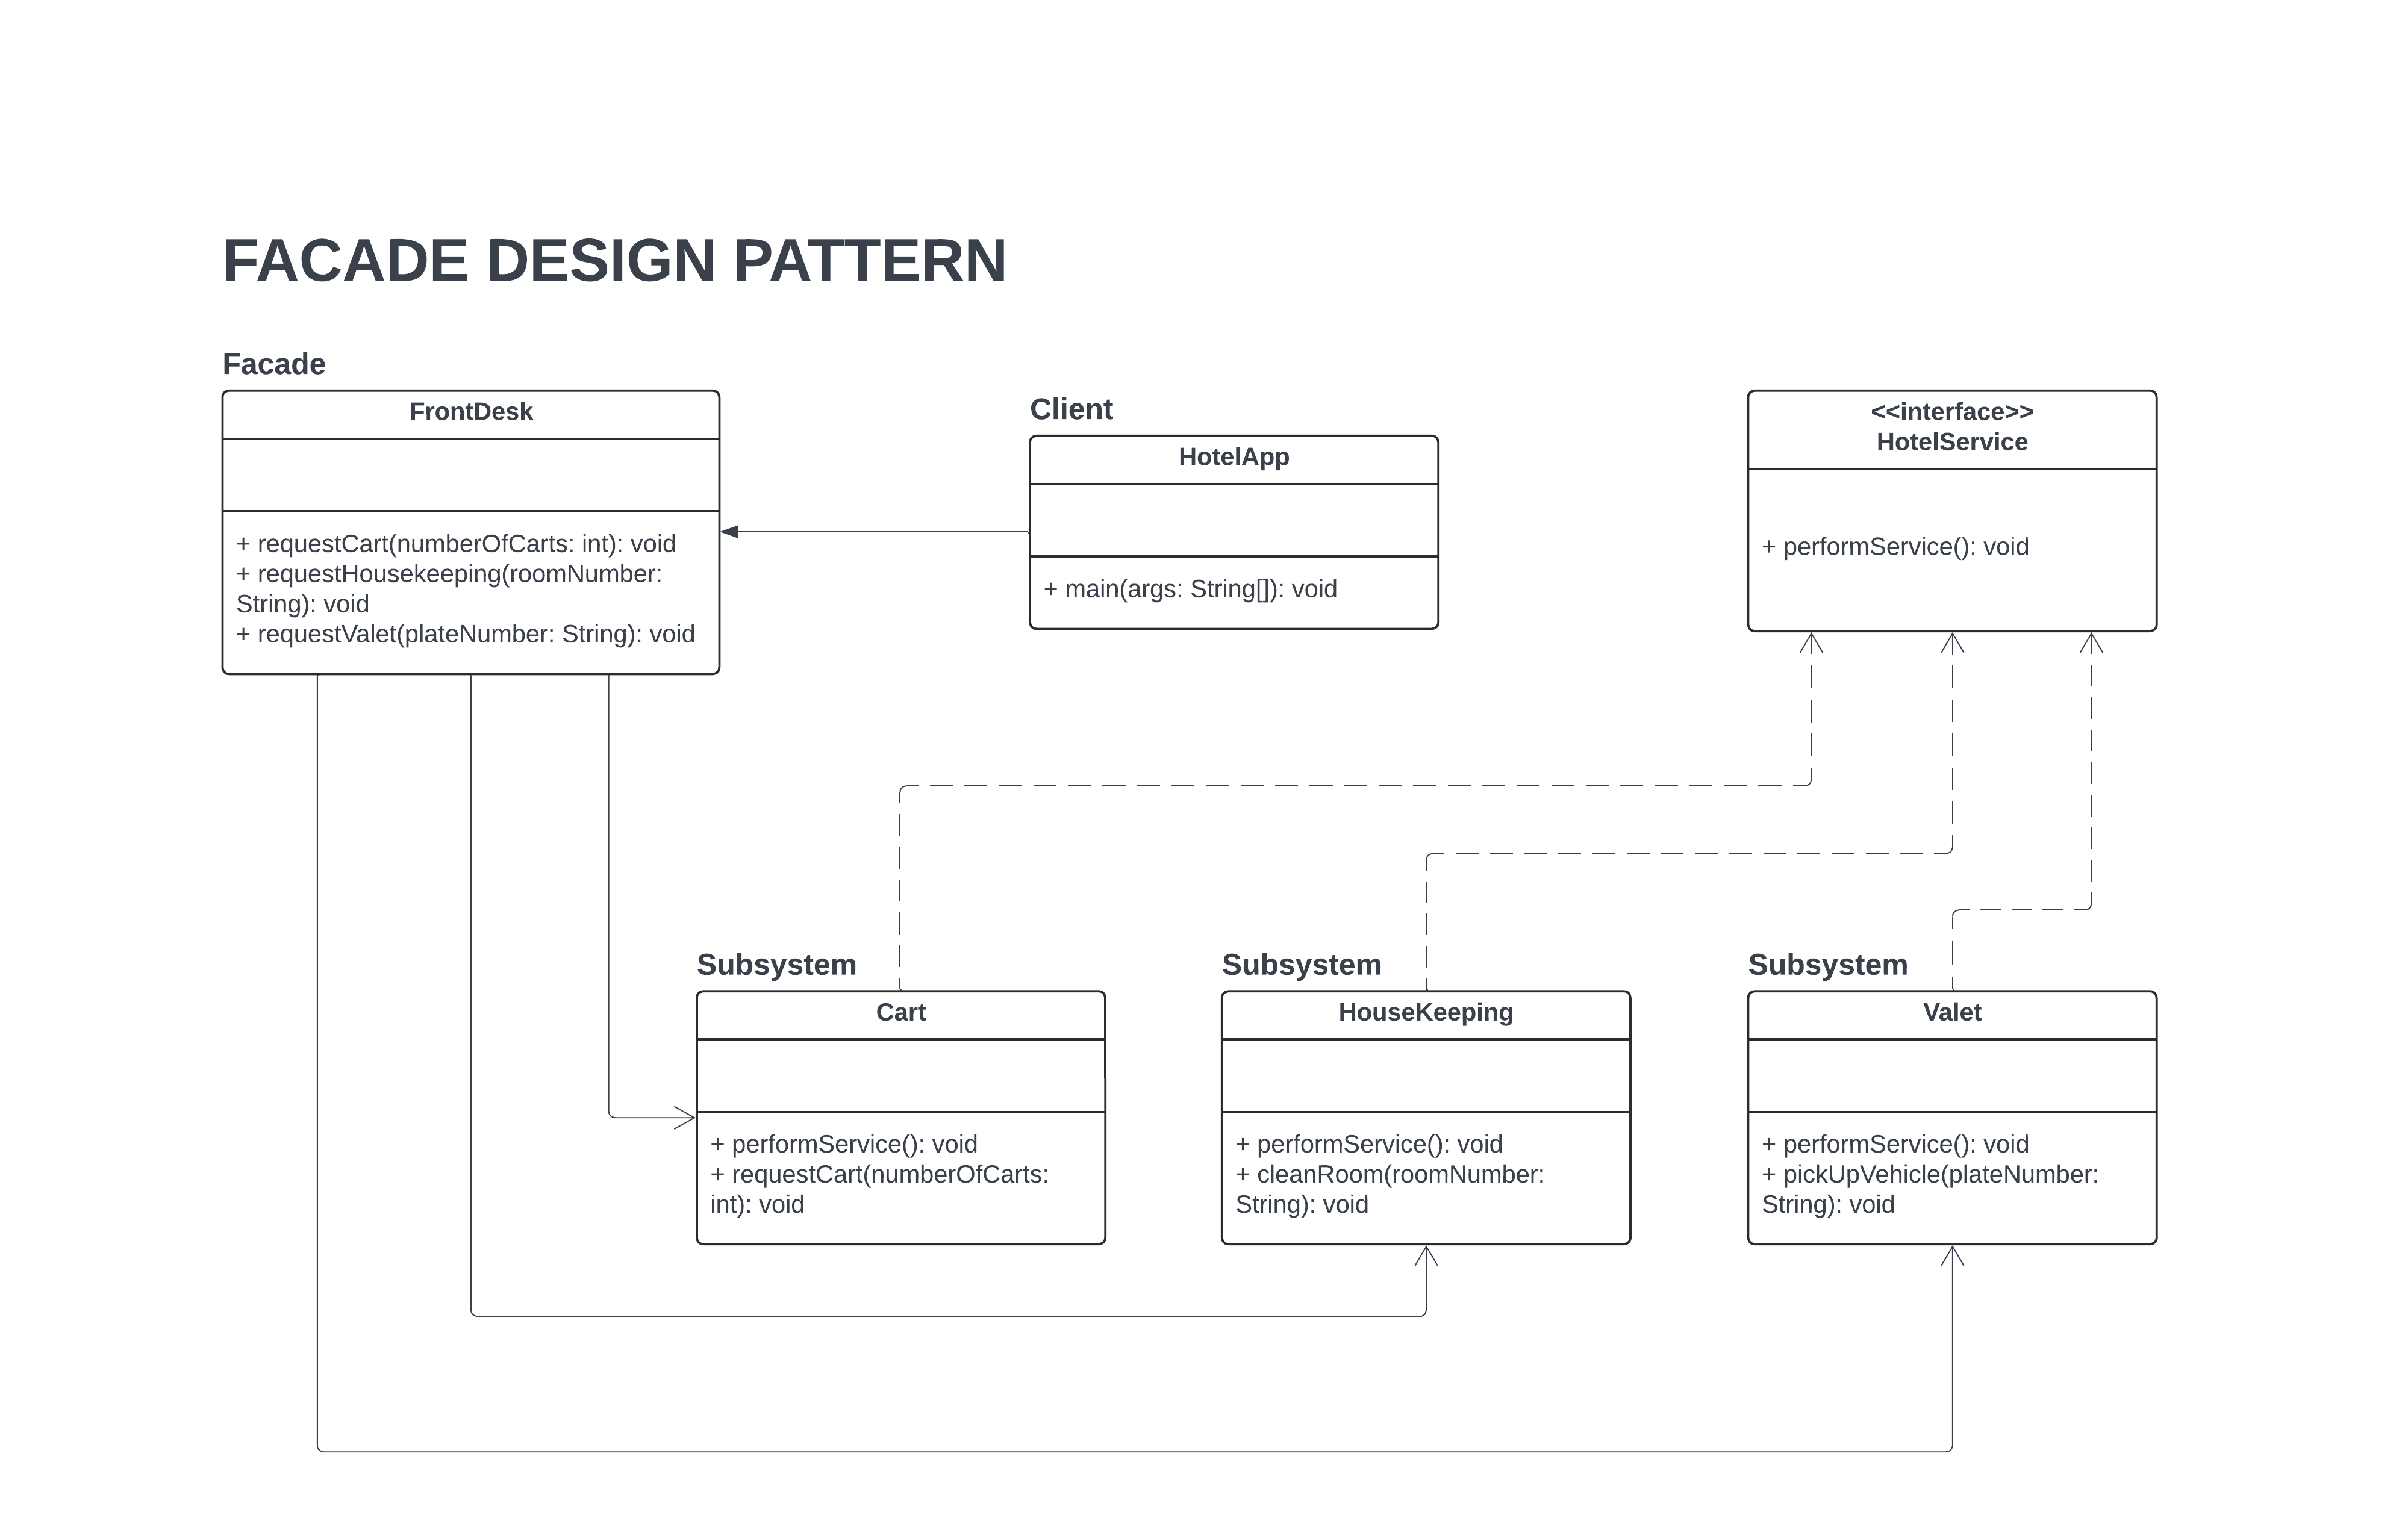 FACADE DESIGN PATTERN
Facade
FrontDesk
+ requestCart(numberOfCarts: int): void
+ requestHousekeeping(roomNumber:
String): void
+ requestValet(plateNumber: String): void
Client
HotelApp
+ main(args: String[]): void
<<interface>>
HotelService
+ performService(): void
Subsystem
Cart
+ performService(): void
+ requestCart(numberOfCarts:
int): void
Subsystem
HouseKeeping
+ performService(): void
+ cleanRoom(roomNumber:
String): void
Subsystem
Valet
+ performService(): void
+ pickUpVehicle(plateNumber:
String): void